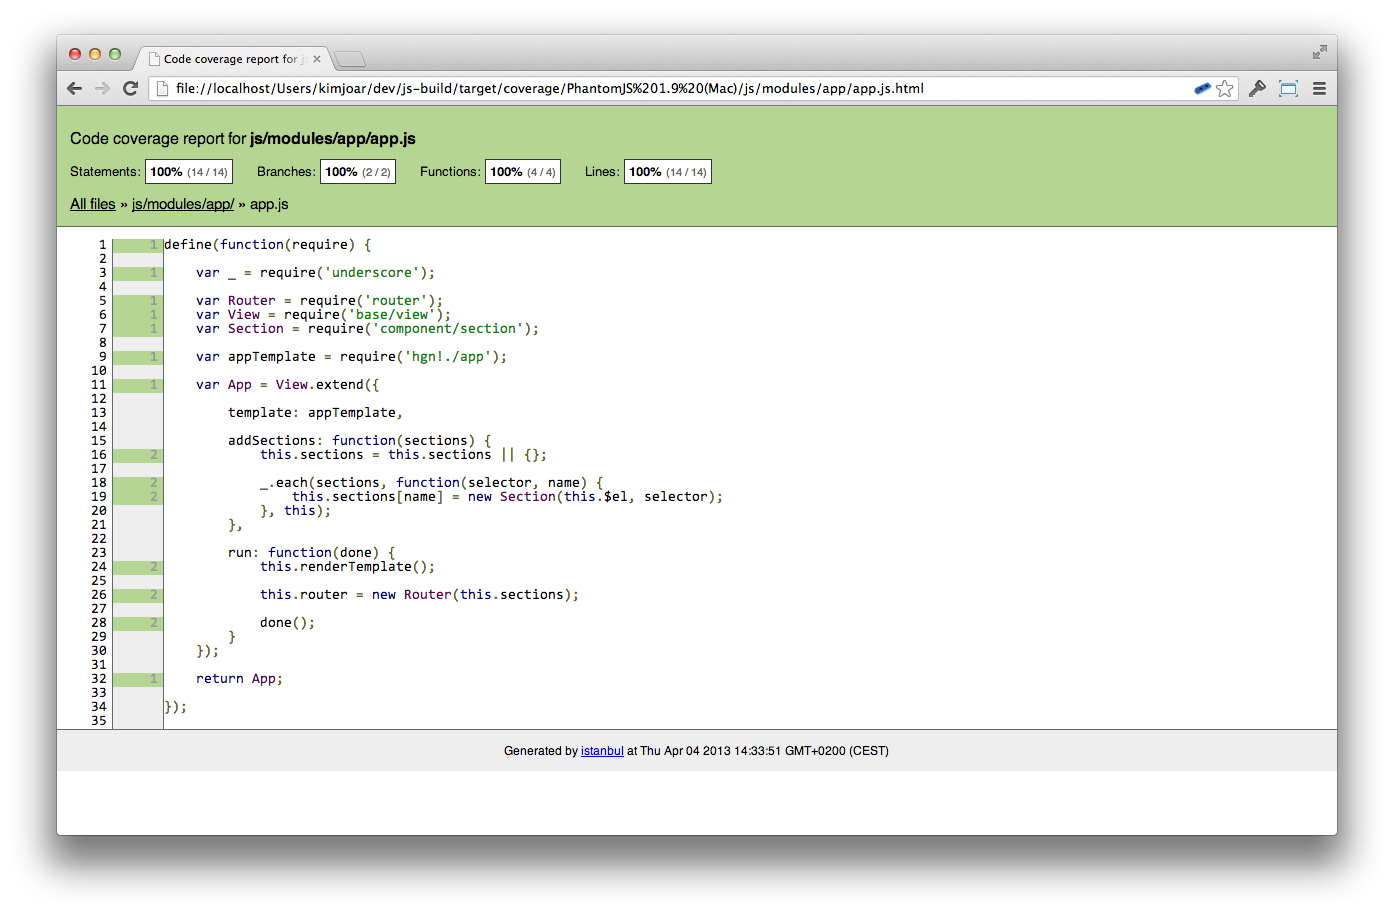 Code coverage report for j
file://localhost/Users/kimjoar/dev/js-build/target/coverage/PhantomJS%201.9%20(Mac)/js/modules/app/app.js.html
Code coverage report for js/modules/app/app.js
Statements: 100% (14 / 14) Branches: 100% (2 / 2) Functions: 100% (4 / 4) Lines: 100% (14 / 14)
All files » js/modules/app/ » app.js
1 1 define(function(require) {
2
3 1 var _ = require('underscore');
4
5 1 var Router = require('router');
6 1 var View = require('base/view');
7 1 var Section = require('component/section');
8
9 1 var appTemplate = require('hgn!./app');
10
11 1 var App = View.extend({
12
13 template: appTemplate,
14
15 addSections: function(sections) {
16 2 this.sections = this.sections || {};
17
18 2 _.each(sections, function(selector, name) {
19 2 this.sections[name] = new Section(this.$el, selector);
20 }, this);
21 },
22
23 run: function(done) {
24 2 this.renderTemplate();
25
26 2 this.router = new Router(this.sections);
27
28 2 done();
29 }
30 });
31
32 1 return App;
33
34 });
35
Generated by istanbul at Thu Apr 04 2013 14:33:51 GMT+0200 (CEST)